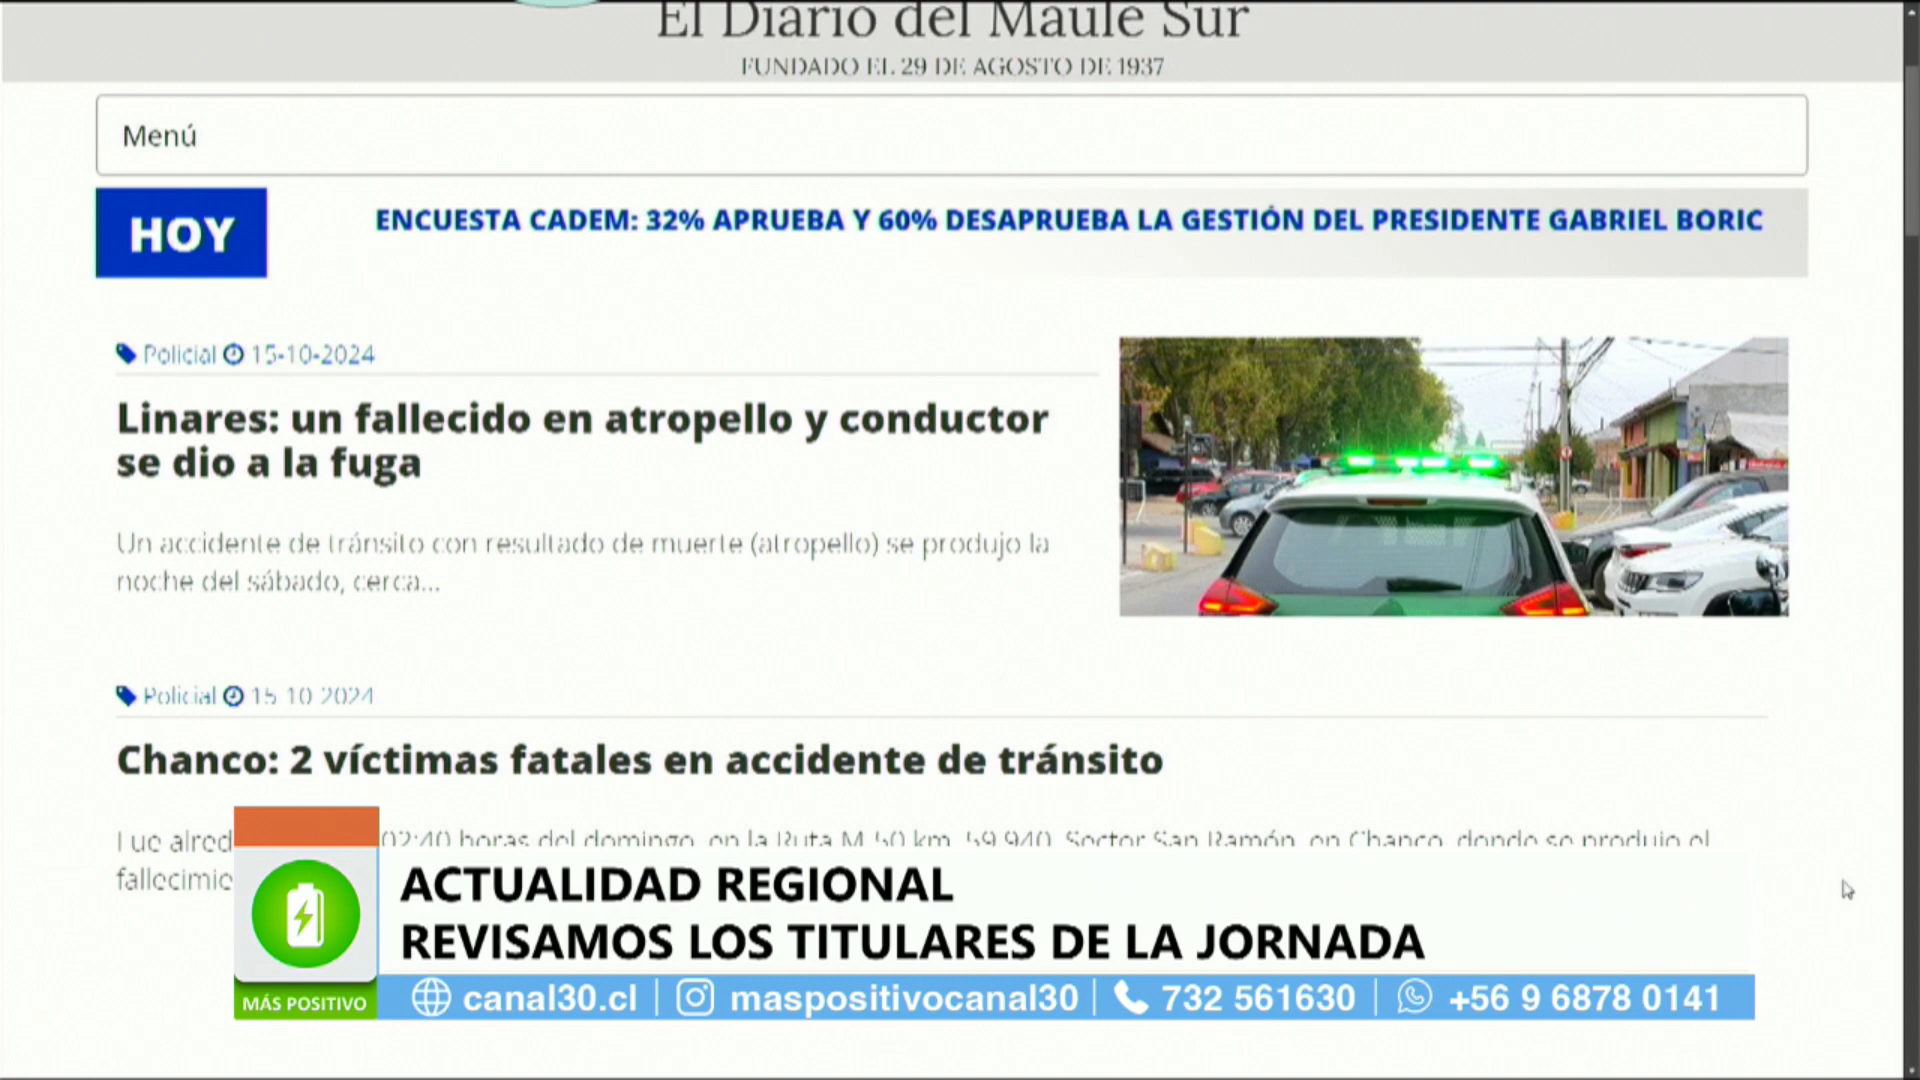 El Diario del Maule Sur
FUNDADO EL 29 DE AGOSTO DE 1937
Menú
HOY
ENCUESTA CADEM: 32% APRUEBA Y 60% DESAPRUEBA LA GESTIÓN DEL PRESIDENTE GABRIEL BORIC
Policial 15-10-2024
Linares: un fallecido en atropello y conductor
se dio a la fuga
Un accidente de tránsito con resultado de muerte (atropello) se produjo la
noche del sábado, cerca...
Policial 15-10-2024
Chanco: 2 víctimas fatales en accidente de tránsito
02:40 horas del domingo, en la Ruta M 50 km. 59.940, Sector San Ramón, en Chanco, donde se produjo el
ACTUALIDAD REGIONAL
REVISAMOS LOS TITULARES DE LA JORNADA
MÁS POSITIVO
canal30.cl | maspositivocanal30 | 732 561630 | +56 9 6878 0141